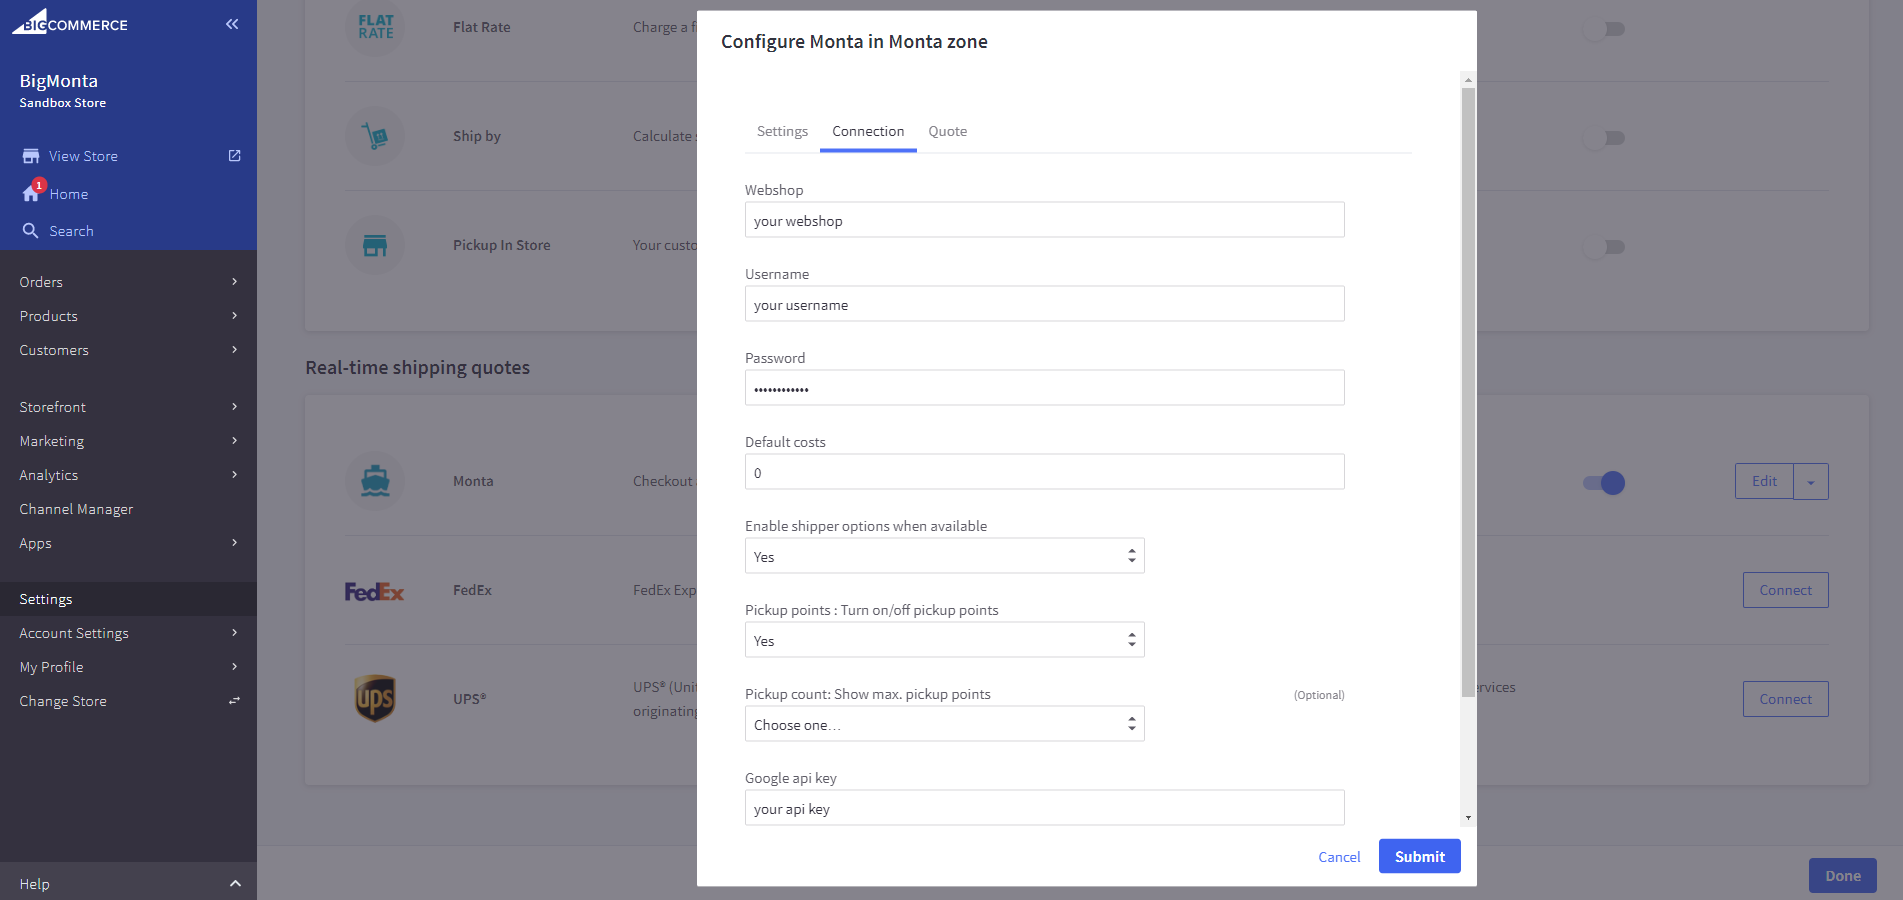 BIGCOMMERCE
BigMonta
Sandbox Store
View Store
1
Home
Search
Orders
Products
Customers
Storefront
Marketing
Analytics
Channel Manager
Apps
Settings
Account Settings
My Profile
Change Store
Help
FLAT RATE
Flat Rate
Charge a f
Ship by
Calculate
Pickup In Store
Your custo
Real-time shipping quotes
Monta
Checkout
Edit
FedEx
FedEx
FedEx Exp
Connect
ups
UPS®
UPS® (Unit
ervices
originating
Connect
Done
Configure Monta in Monta zone
Settings
Connection
Quote
Webshop
your webshop
Username
your username
Password
••••••••••••
Default costs
0
Enable shipper options when available
Yes
Pickup points : Turn on/off pickup points
Yes
Pickup count: Show max. pickup points
(Optional)
Choose one…
Google api key
your api key
Cancel
Submit